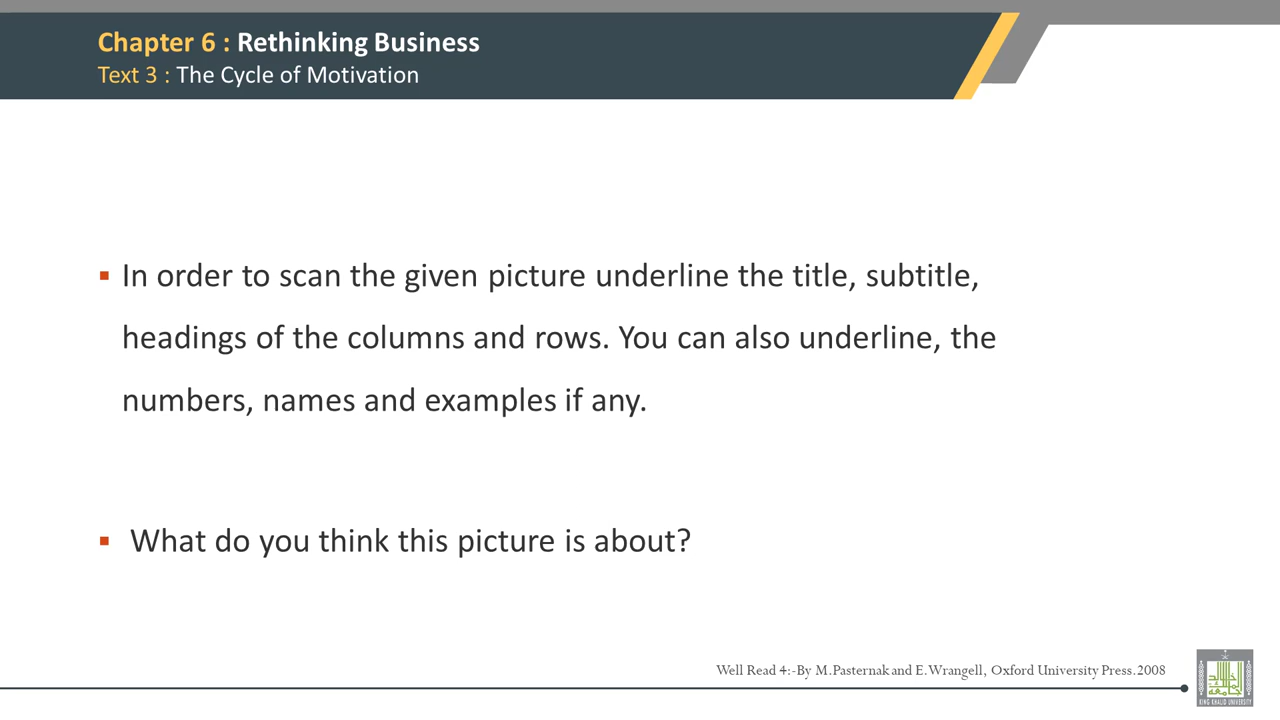 Chapter 6 : Rethinking Business
Text 3 : The Cycle of Motivation
▪ In order to scan the given picture underline the title, subtitle,
headings of the columns and rows. You can also underline, the
numbers, names and examples if any.
▪ What do you think this picture is about?
Well Read 4:-By M.Pasternak and E.Wrangell, Oxford University Press.2008
KING KHALID UNIVERSITY